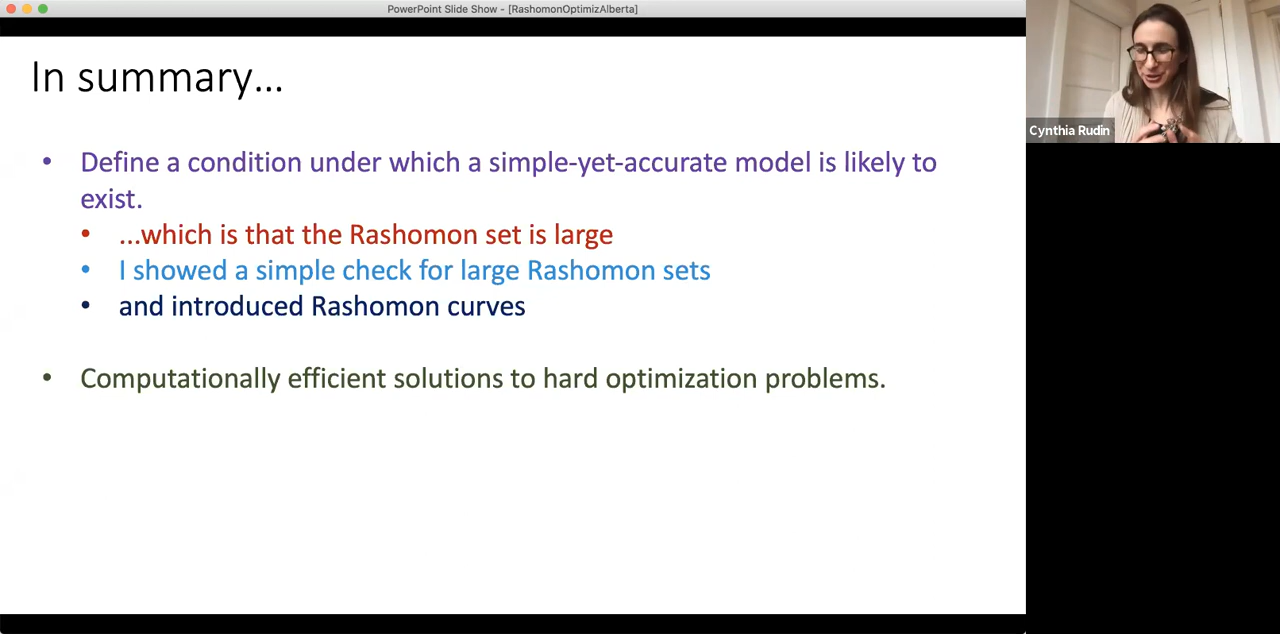 PowerPoint Slide Show - [RashomonOptimizAlberta]
In summary...
• Define a condition under which a simple-yet-accurate model is likely to
exist.
• ...which is that the Rashomon set is large
• I showed a simple check for large Rashomon sets
• and introduced Rashomon curves
• Computationally efficient solutions to hard optimization problems.
Cynthia Rudin